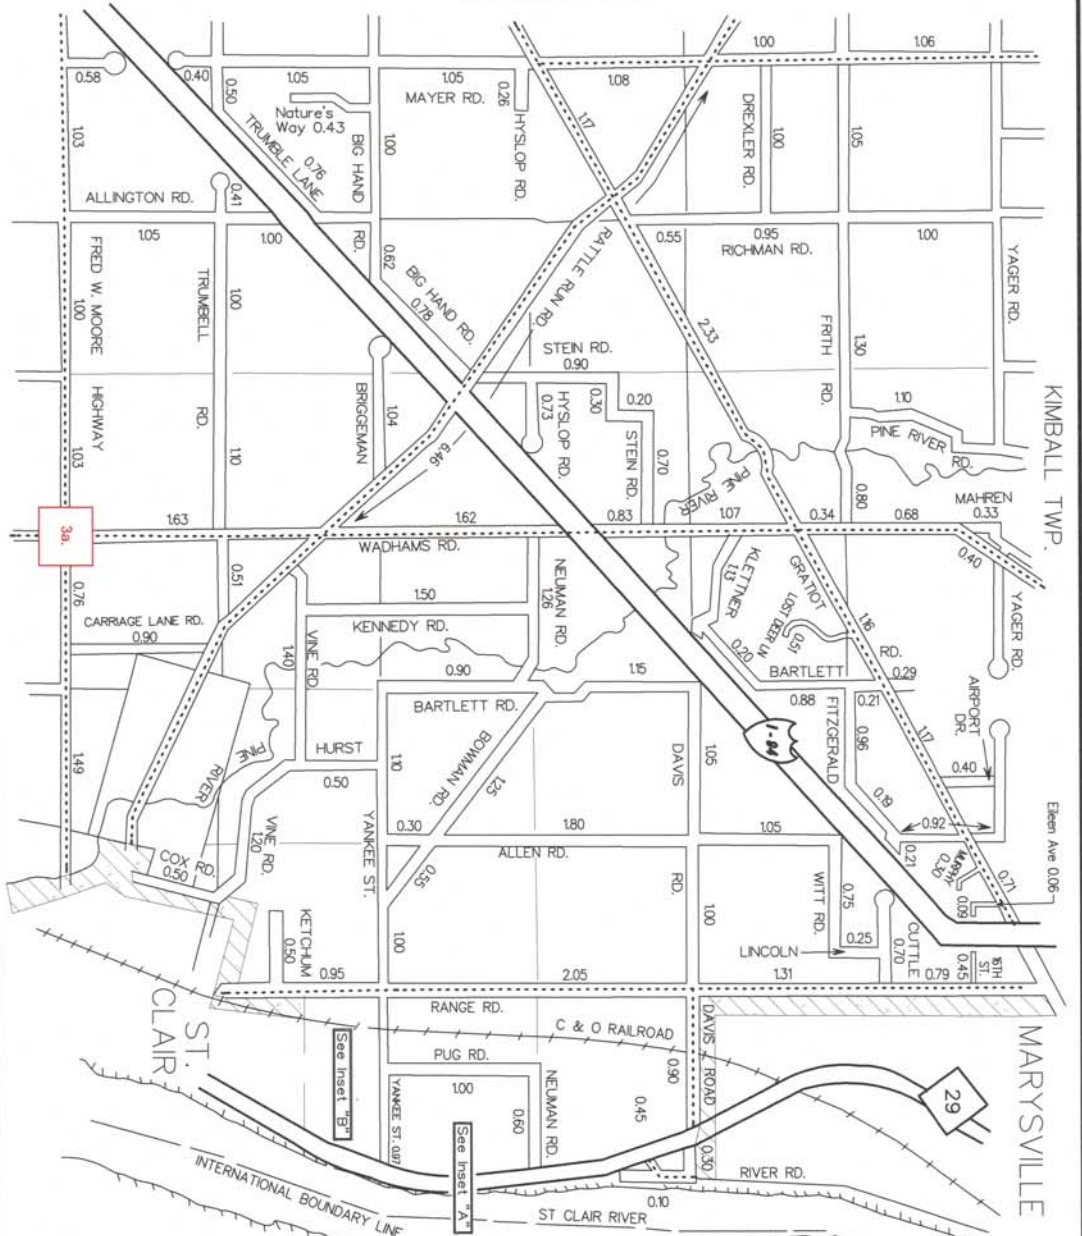 1.00
1.06
0.58
0.40
1.05
1.05
1.08
MAYER RD.
0.50
0.26
Nature's
Way 0.43
TRUMBLE LANE
0.76
BIG HAND
RD.
1.00
HYSLOP RD.
1.17
DREXLER RD.
1.00
1.05
1.03
ALLINGTON RD.
0.41
1.05
1.00
0.62
0.55
0.95
1.00
RICHMAN RD.
YAGER RD.
FRED W. MOORE
HIGHWAY
1.00
TRUMBELL
RD.
1.00
BIG HAND RD.
0.78
RATTLE RUN RD.
2.33
FRITH
RD.
1.30
STEIN RD.
0.90
KIMBALL TWP.
BRIGGEMAN
1.04
HYSLOP RD.
0.73
0.30
0.20
STEIN RD.
0.70
1.10
PINE RIVER
RD.
1.03
1.10
6.46
PINE RIVER
0.80
MAHREN
0.33
3a.
1.63
1.62
0.83
1.07
0.34
0.68
0.40
WADHAMS RD.
0.76
0.51
NEUMAN RD.
1.26
KLETTNER
1.13
GRATIOT
RD.
LOST DEER LN
0.51
1.16
YAGER RD.
CARRIAGE LANE RD.
0.90
1.50
KENNEDY RD.
VINE RD.
1.40
0.20
BARTLETT
0.29
0.90
1.15
0.88
0.21
BARTLETT RD.
FITZGERALD
0.96
AIRPORT
DR.
1.17
1.49
PINE
RIVER
HURST
0.50
1.10
BOWMAN RD.
1.25
DAVIS
RD.
1.05
I-94
0.40
0.19
0.92
Eileen Ave 0.06
COX RD.
0.50
VINE RD.
1.20
YANKEE ST.
0.30
1.80
1.05
ALLEN RD.
0.55
0.21
MURPHY
0.30
0.71
0.09
WITT RD.
0.75
KETCHUM
0.50
1.00
1.00
LINCOLN
0.25
CUTTLE
0.70
16TH
ST.
0.45
0.95
2.05
1.31
0.79
RANGE RD.
ST.
CLAIR
C & O RAILROAD
DAVIS ROAD
MARYSVILLE
See Inset "B"
PUG RD.
1.00
0.90
YANKEE ST. 0.97
NEUMAN RD.
0.60
0.45
29
See Inset "A"
0.30
RIVER RD.
0.10
INTERNATIONAL BOUNDARY LINE
ST CLAIR RIVER